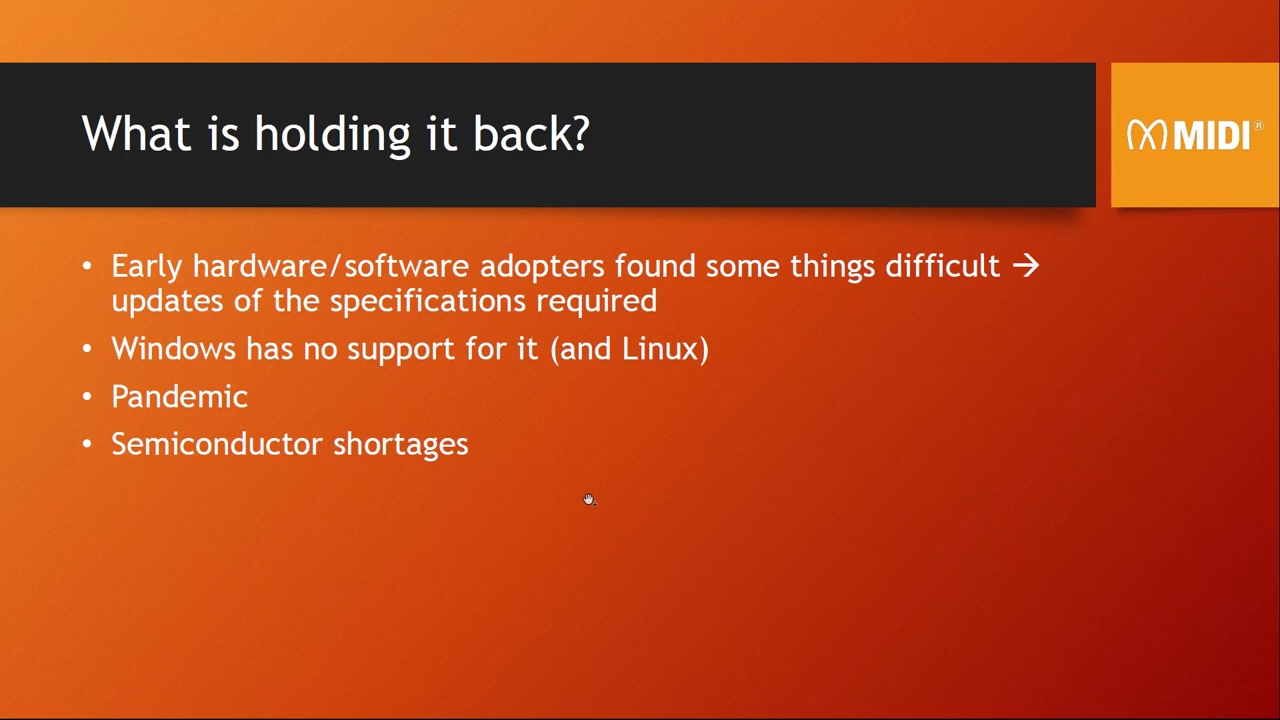 What is holding it back?
MIDI®
• Early hardware/software adopters found some things difficult →
updates of the specifications required
• Windows has no support for it (and Linux)
• Pandemic
• Semiconductor shortages